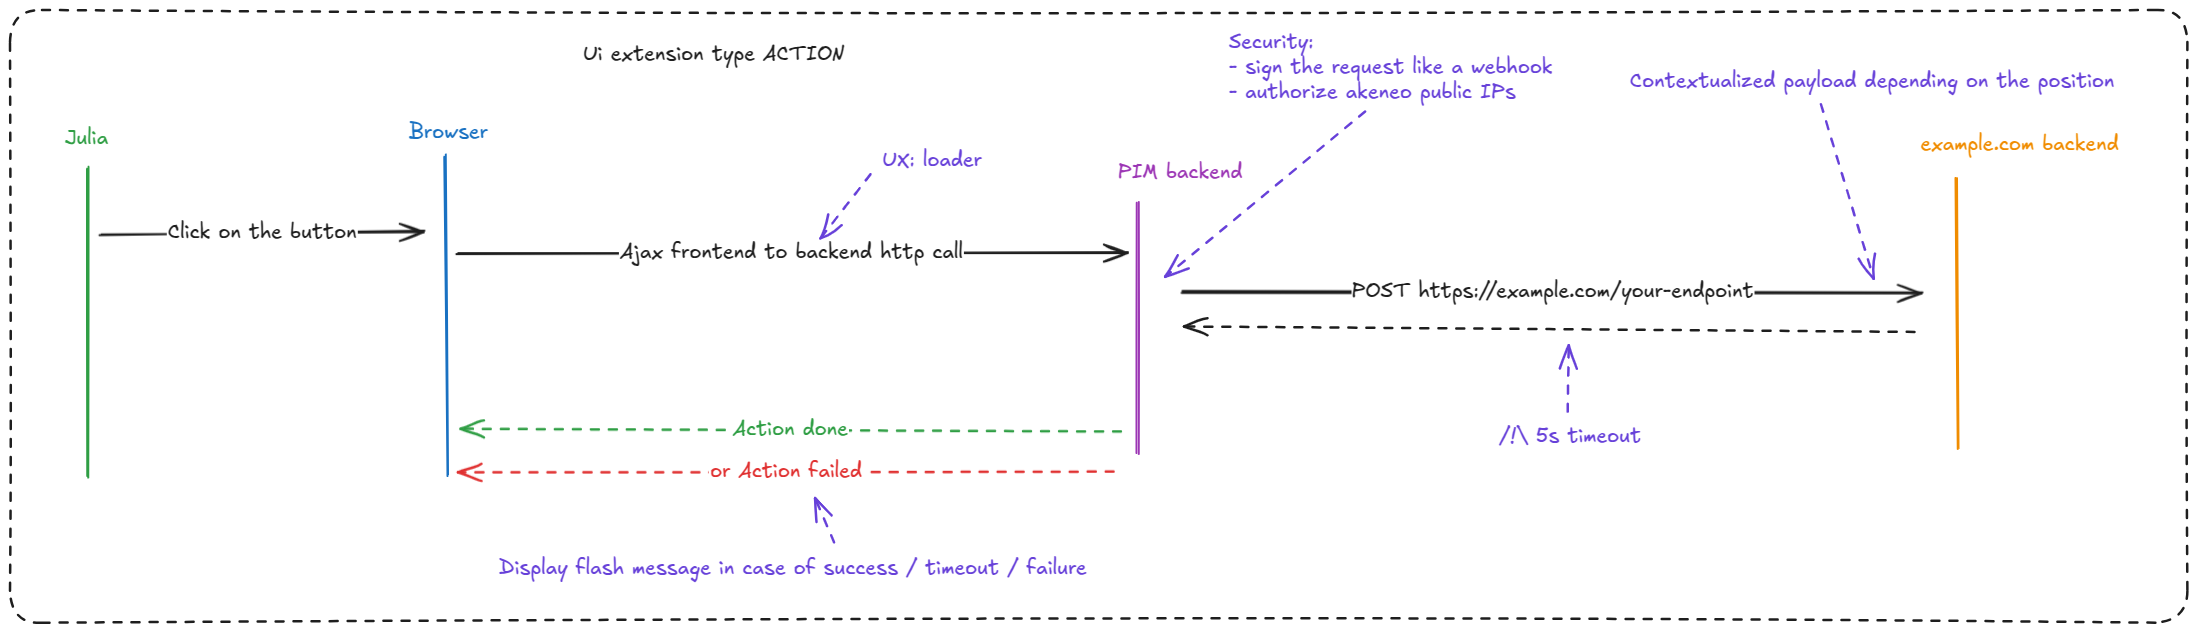 Ui extension type ACTION
Security:
- sign the request like a webhook
- authorize akeneo public IPs
Contextualized payload depending on the position
Julia
Browser
UX: loader
PIM backend
example.com backend
Click on the button
Ajax frontend to backend http call
POST https://example.com/your-endpoint
Action done
or Action failed
/!\ 5s timeout
Display flash message in case of success / timeout / failure